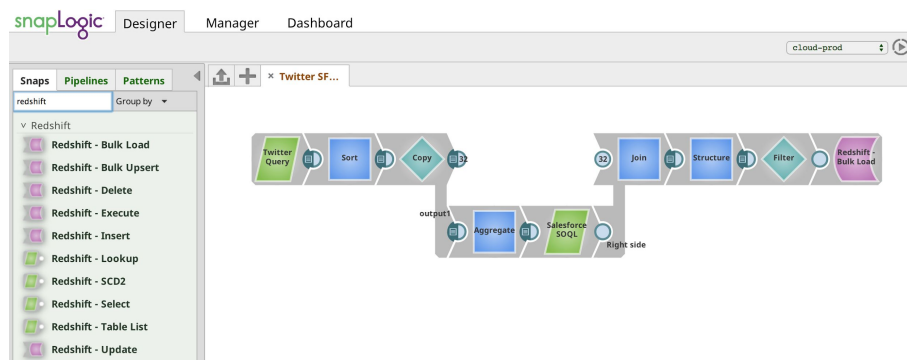 snapLogic
Designer
Manager
Dashboard
cloud-prod
Snaps
Pipelines
Patterns
× Twitter SF...
redshift
Group by
Redshift
Redshift - Bulk Load
Redshift - Bulk Upsert
Redshift - Delete
Redshift - Execute
Redshift - Insert
Redshift - Lookup
Redshift - SCD2
Redshift - Select
Redshift - Table List
Redshift - Update
Twitter
Query
Sort
Copy
32
32
Join
Structure
Filter
Redshift -
Bulk Load
output1
Aggregate
Salesforce
SOQL
Right side